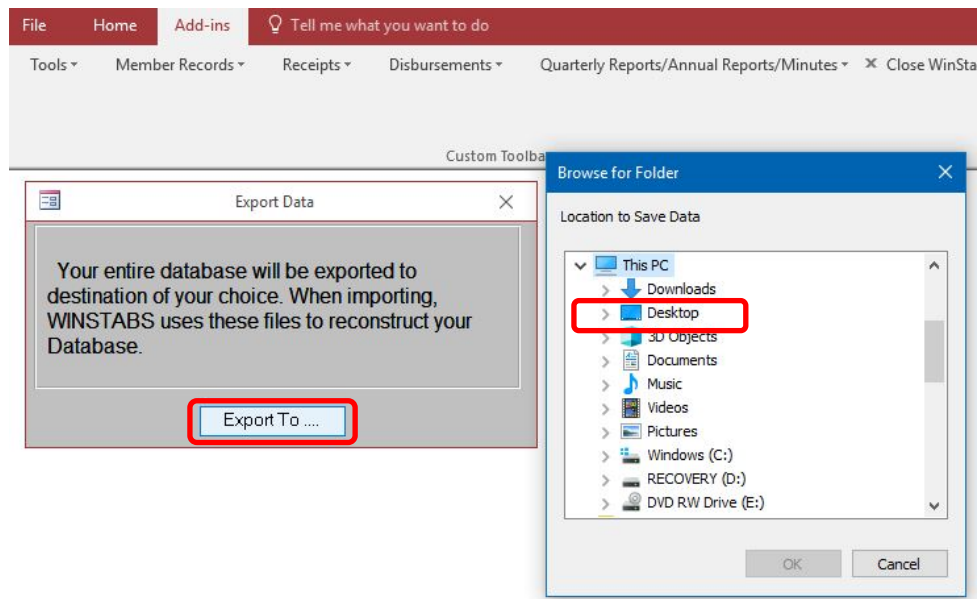 File Home Add-ins Tell me what you want to do
Tools Member Records Receipts Disbursements Quarterly Reports/Annual Reports/Minutes Close WinSta
Custom Toolba
Export Data
Your entire database will be exported to
destination of your choice. When importing,
WINSTABS uses these files to reconstruct your
Database.
Export To ....
Browse for Folder
Location to Save Data
This PC
Downloads
Desktop
3D Objects
Documents
Music
Videos
Pictures
Windows (C:)
RECOVERY (D:)
DVD RW Drive (E:)
OK Cancel